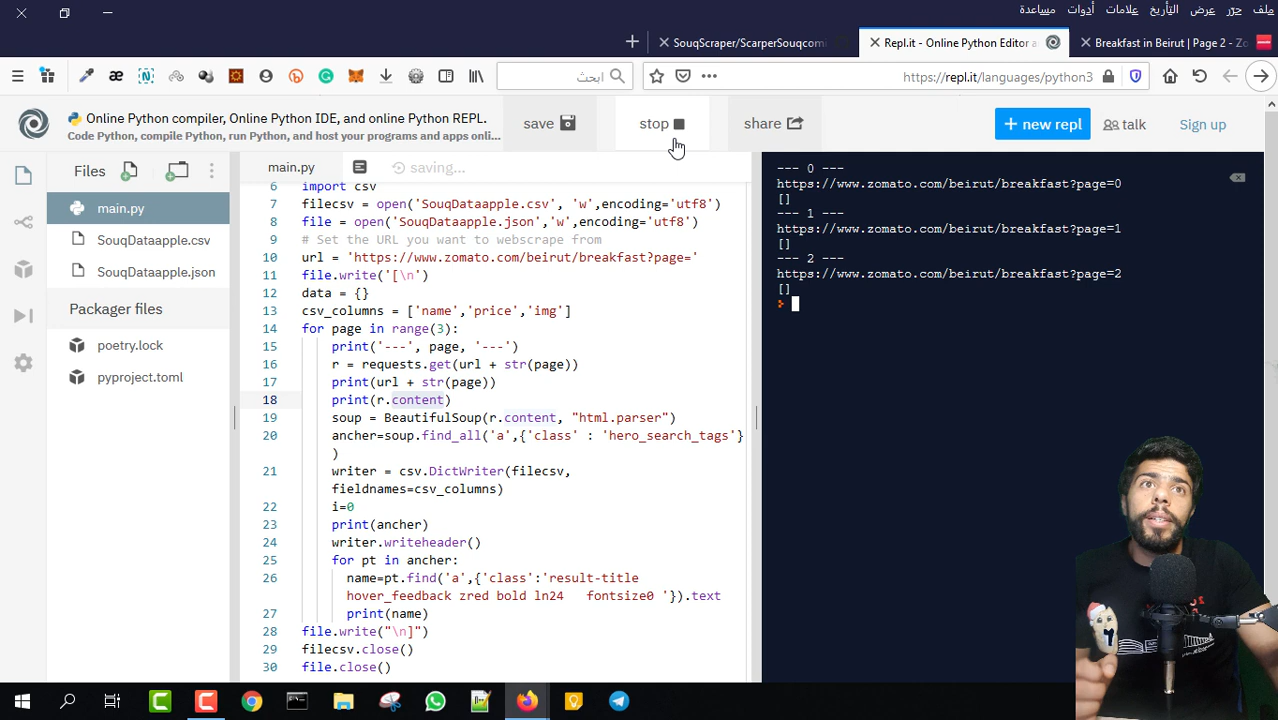 ملف حرّر عرض التأريخ علامات أدوات مساعدة
SouqScraper/ScarperSouqcomi
Repl.it - Online Python Editor a
Breakfast in Beirut | Page 2 - Zo
ابحث
https://repl.it/languages/python3
Online Python compiler, Online Python IDE, and online Python REPL.
Code Python, compile Python, run Python, and host your programs and apps onli...
save
stop
share
+ new repl
talk
Sign up
Files
main.py
SouqDataapple.csv
SouqDataapple.json
Packager files
poetry.lock
pyproject.toml
main.py
saving...
6 import csv
7 filecsv = open('SouqDataapple.csv', 'w',encoding='utf8')
8 file = open('SouqDataapple.json','w',encoding='utf8')
9 # Set the URL you want to webscrape from
10 url = 'https://www.zomato.com/beirut/breakfast?page='
11 file.write('[\n')
12 data = {}
13 csv_columns = ['name','price','img']
14 for page in range(3):
15 print('---', page, '---')
16 r = requests.get(url + str(page))
17 print(url + str(page))
18 print(r.content)
19 soup = BeautifulSoup(r.content, "html.parser")
20 ancher=soup.find_all('a',{'class' : 'hero_search_tags'}
)
21 writer = csv.DictWriter(filecsv,
fieldnames=csv_columns)
22 i=0
23 print(ancher)
24 writer.writeheader()
25 for pt in ancher:
26 name=pt.find('a',{'class':'result-title
hover_feedback zred bold ln24   fontsize0 '}).text
27 print(name)
28 file.write("\n]")
29 filecsv.close()
30 file.close()
--- 0 ---
https://www.zomato.com/beirut/breakfast?page=0
[]
--- 1 ---
https://www.zomato.com/beirut/breakfast?page=1
[]
--- 2 ---
https://www.zomato.com/beirut/breakfast?page=2
[]